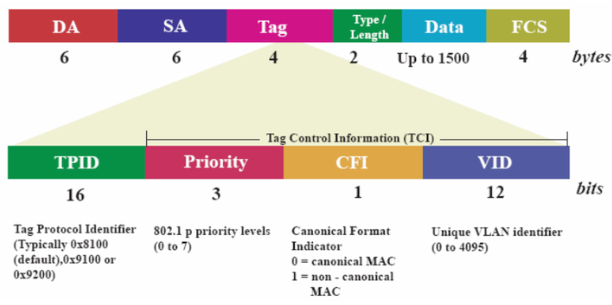 DA SA Tag Type / Length Data FCS
6 6 4 2 Up to 1500 4 bytes
Tag Control Information (TCI)
TPID Priority CFI VID
16 3 1 12 bits
Tag Protocol Identifier
(Typically 0x8100
(default),0x9100 or
0x9200)
802.1 p priority levels
(0 to 7)
Canonical Format
Indicator
0 = canonical MAC
1 = non - canonical
MAC
Unique VLAN identifier
(0 to 4095)